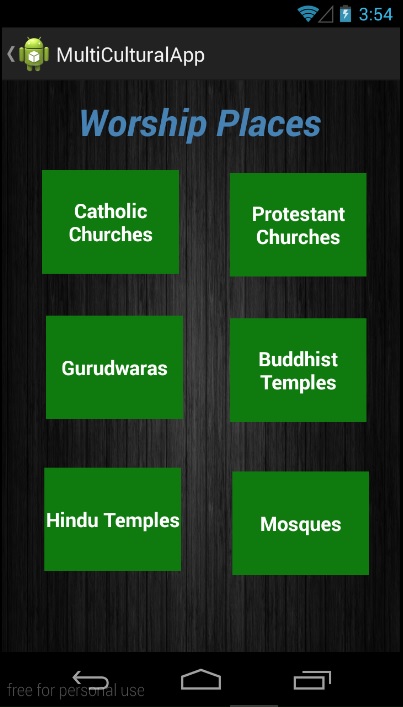 3:54
MultiCulturalApp
Worship Places
Catholic
Churches
Protestant
Churches
Gurudwaras
Buddhist
Temples
Hindu Temples
Mosques
free for personal use